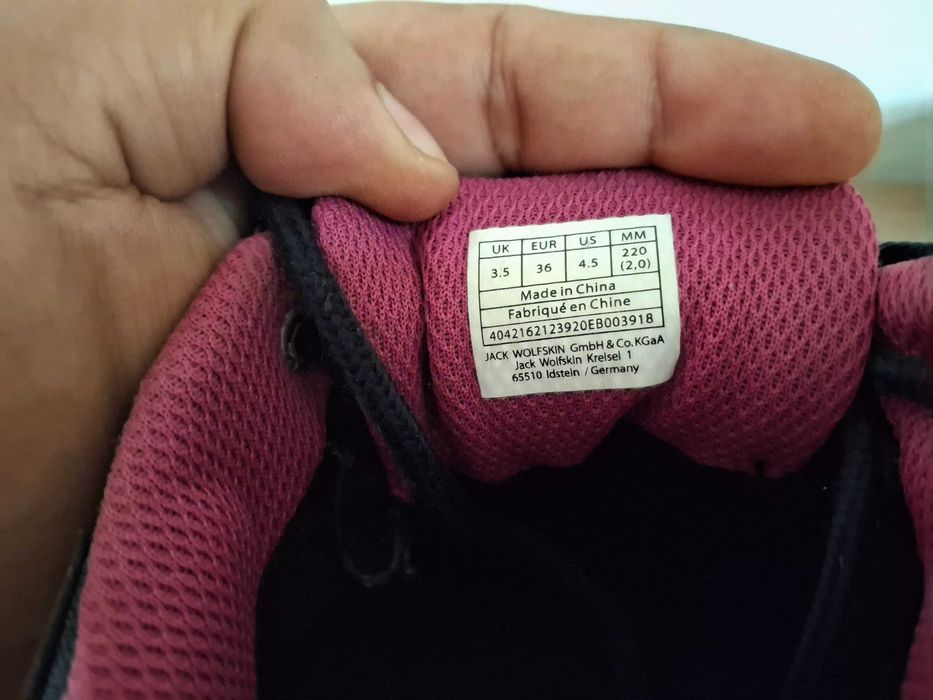 UK EUR US MM
3.5 36 4.5 220 (2,0)
Made in China
Fabriqué en Chine
4042162123920EB003918
JACK WOLFSKIN GmbH & Co.KGaA
Jack Wolfskin Kreisel 1
65510 Idstein / Germany